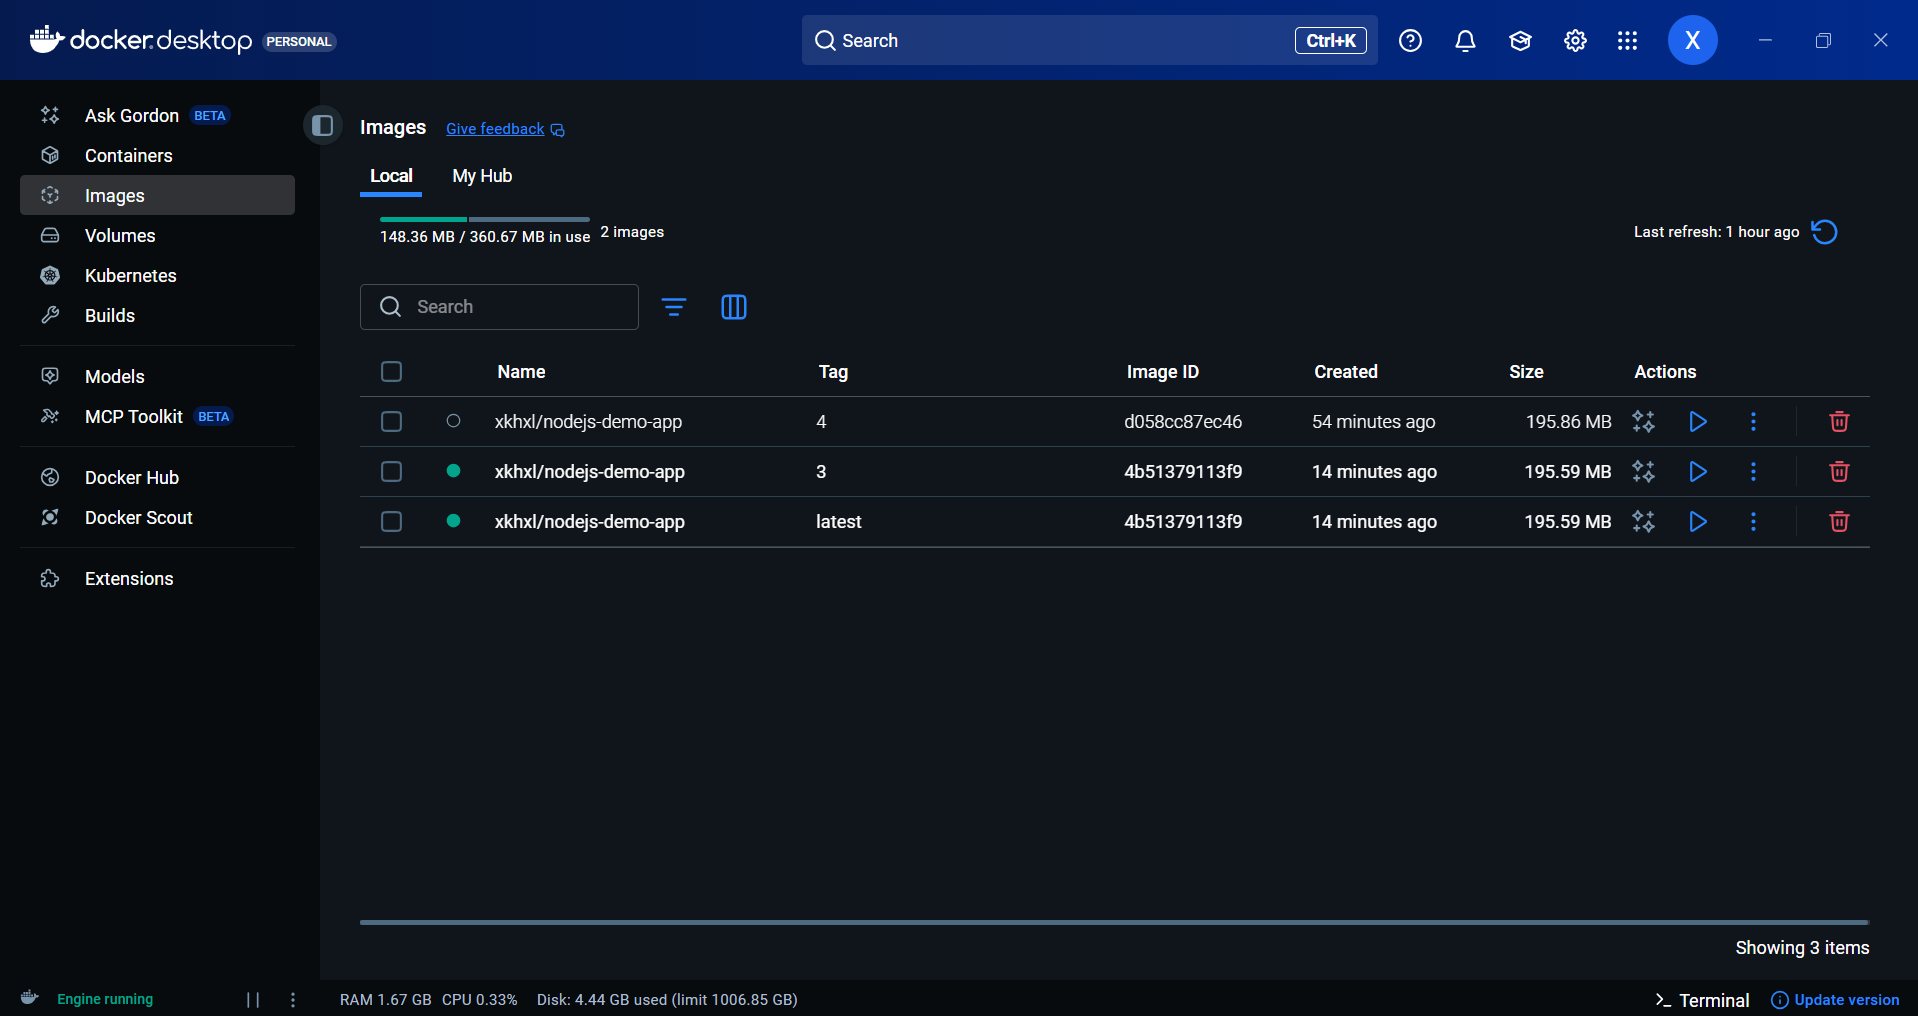 docker.desktop PERSONAL
Search
Ctrl+K
X
Ask Gordon BETA
Containers
Images
Volumes
Kubernetes
Builds
Models
MCP Toolkit BETA
Docker Hub
Docker Scout
Extensions
Images Give feedback
Local My Hub
148.36 MB / 360.67 MB in use 2 images
Last refresh: 1 hour ago
Search
Name Tag Image ID Created Size Actions
xkhxl/nodejs-demo-app 4 d058cc87ec46 54 minutes ago 195.86 MB
xkhxl/nodejs-demo-app 3 4b51379113f9 14 minutes ago 195.59 MB
xkhxl/nodejs-demo-app latest 4b51379113f9 14 minutes ago 195.59 MB
Showing 3 items
Engine running
RAM 1.67 GB CPU 0.33% Disk: 4.44 GB used (limit 1006.85 GB)
Terminal
Update version